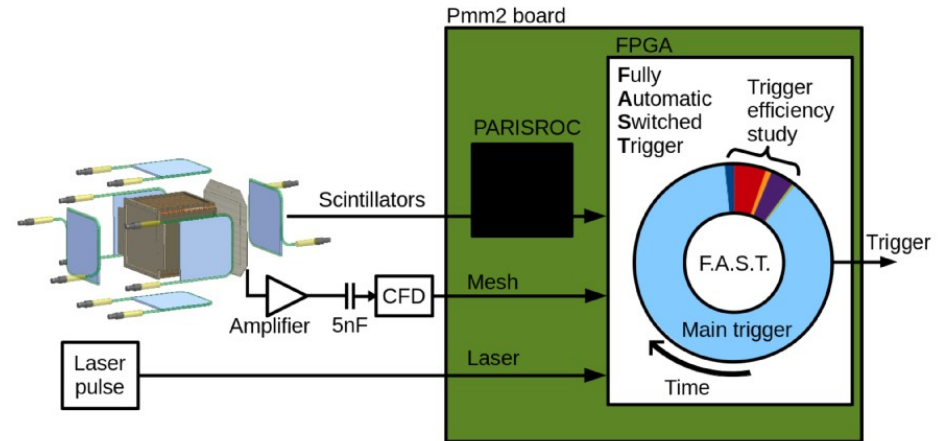 Pmm2 board
FPGA
Fully
Automatic
Switched
Trigger
Trigger
efficiency
study
PARISROC
Scintillators
Trigger
F.A.S.T.
Mesh
CFD
Amplifier
5nF
Main trigger
Laser
pulse
Laser
Time